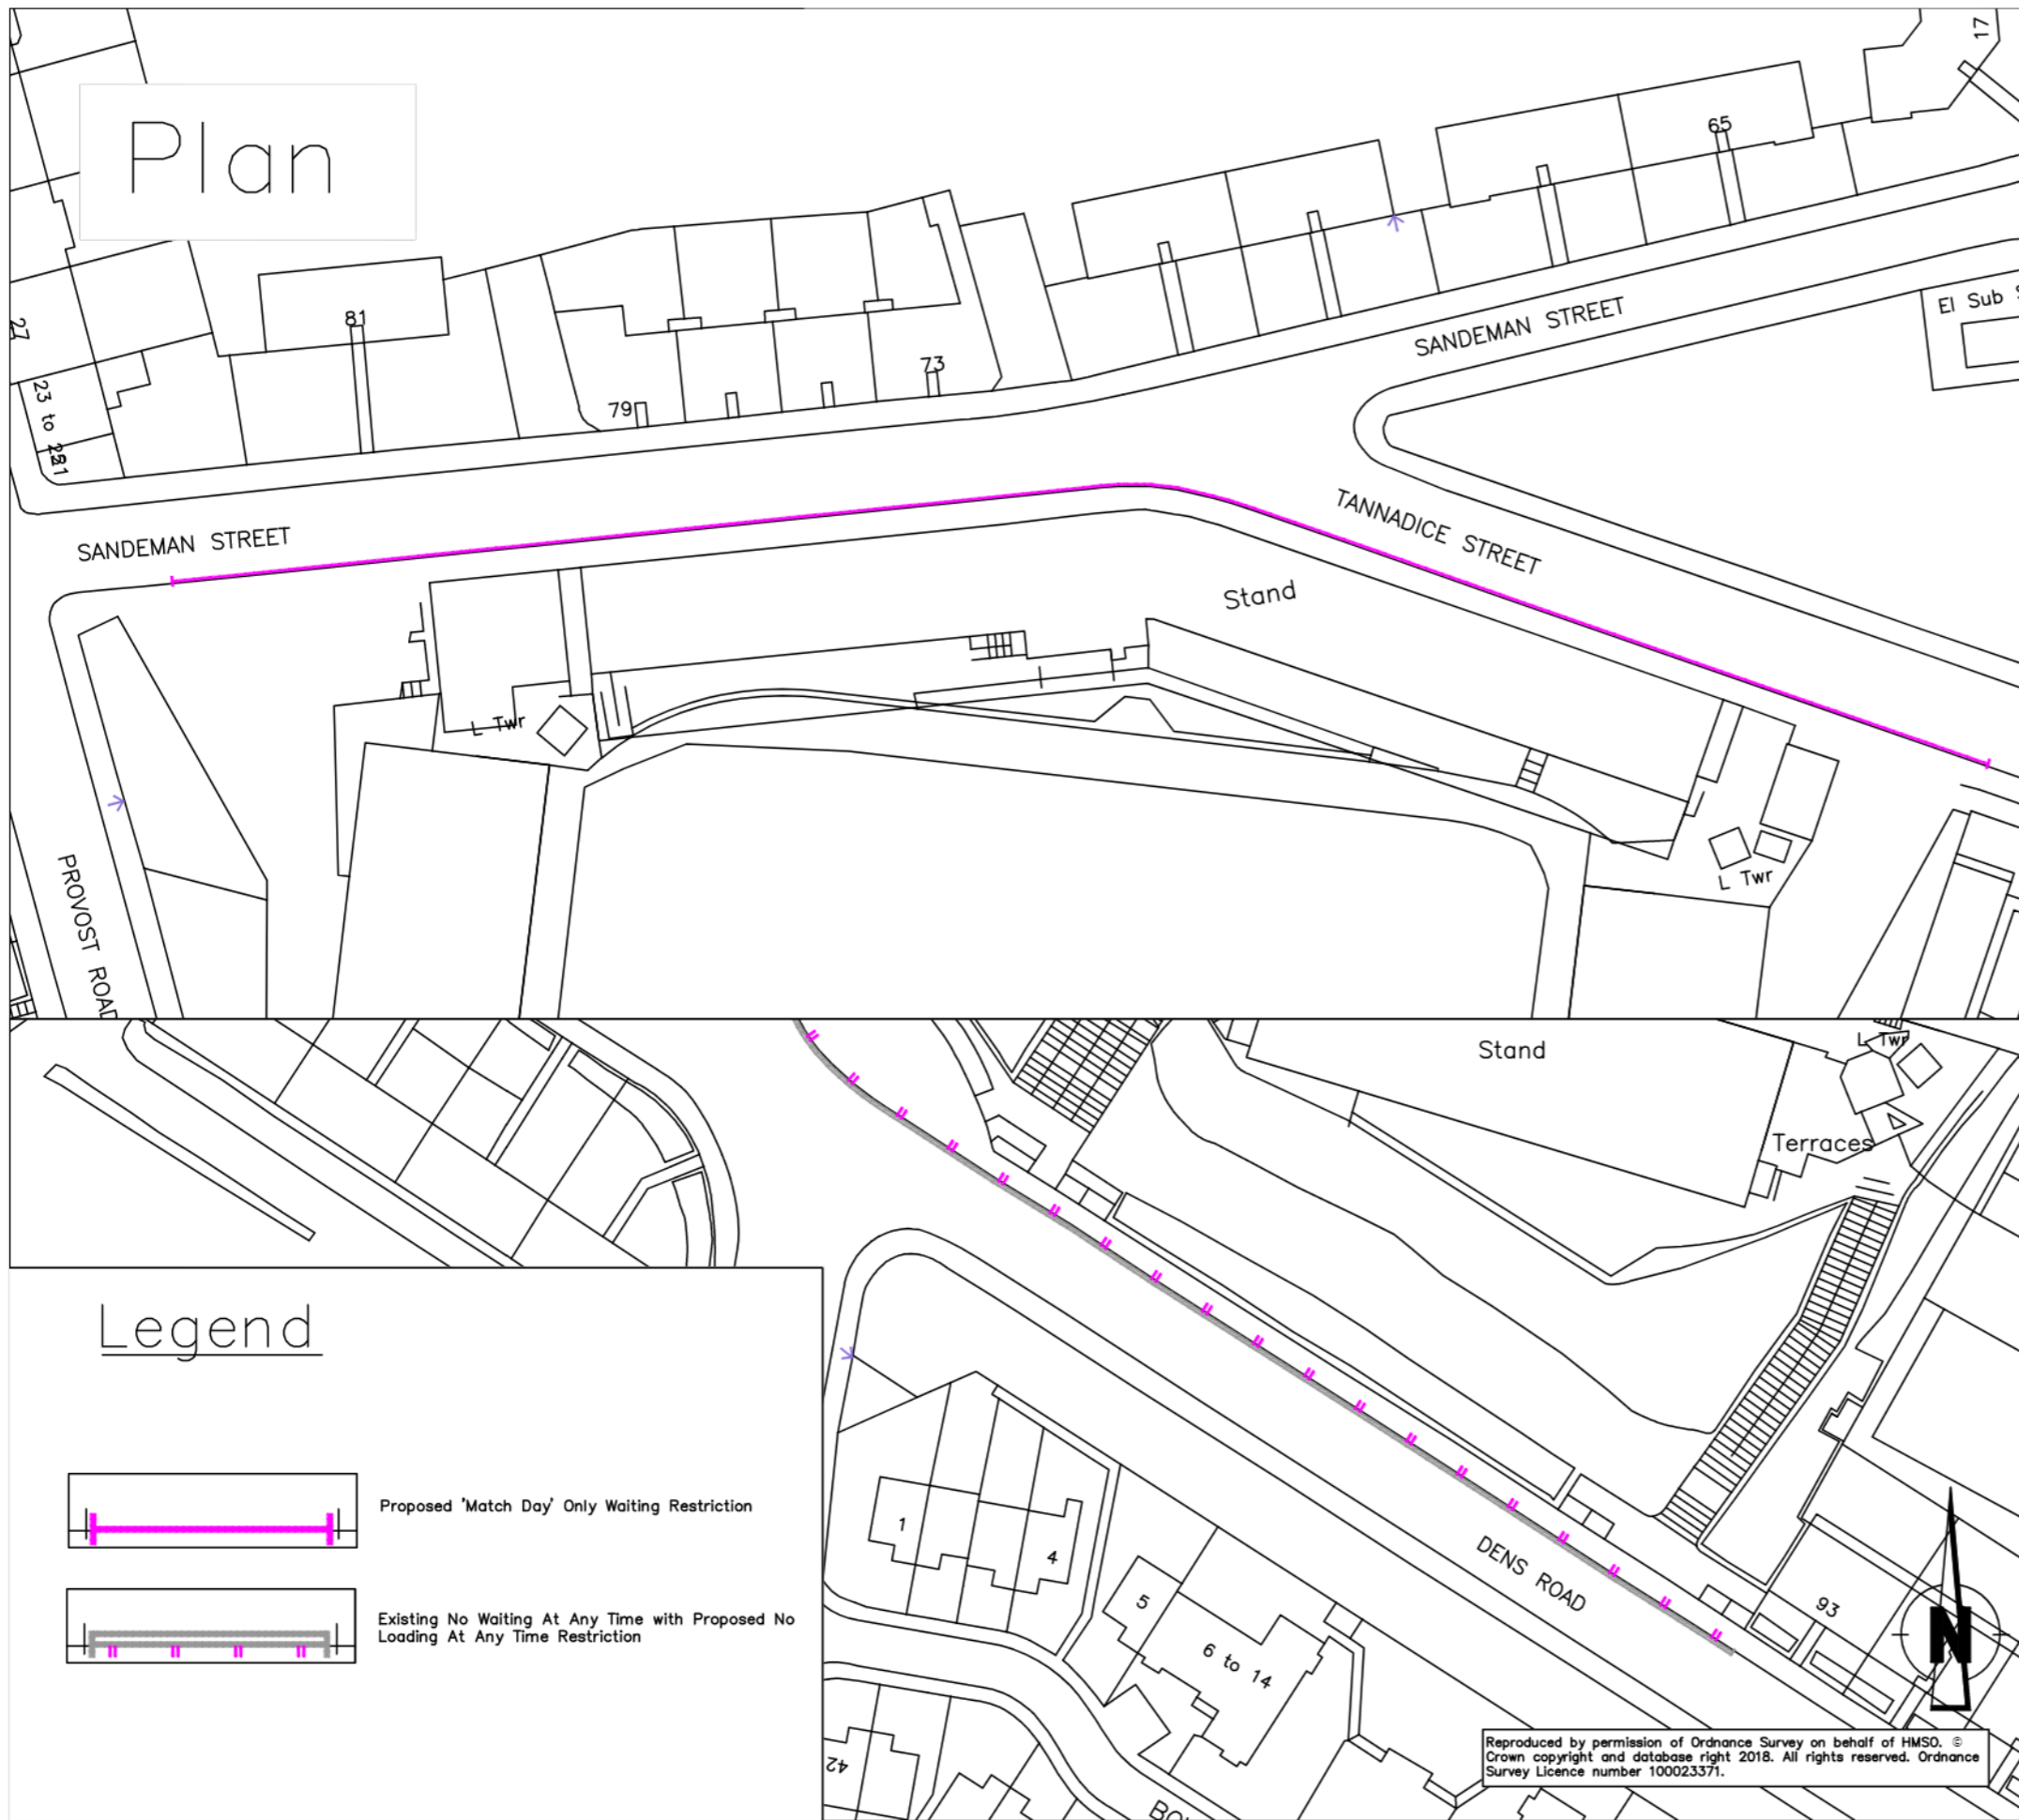 Plan
17
65
El Sub
81
27
73
79
23 to
21
SANDEMAN STREET
SANDEMAN STREET
TANNADICE STREET
Stand
L Twr
L Twr
PROVOST ROAD
Stand
L Twr
Terraces
Legend
Proposed 'Match Day' Only Waiting Restriction
Existing No Waiting At Any Time with Proposed No
Loading At Any Time Restriction
1
4
5
6 to 14
DENS ROAD
93
N
42
Reproduced by permission of Ordnance Survey on behalf of HMSO. ©
Crown copyright and database right 2018. All rights reserved. Ordnance
Survey Licence number 100023371.